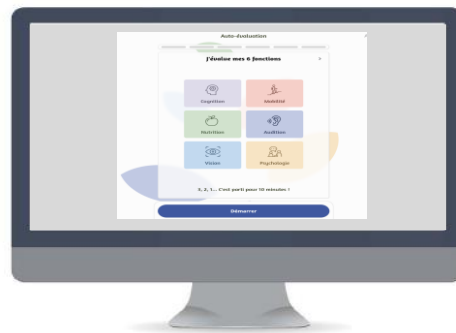 Auto-évaluation
J'évalue mes 6 fonctions
Cognition
Mobilité
Nutrition
Audition
Vision
Psychologie
3, 2, 1... C'est parti pour 10 minutes !
Démarrer